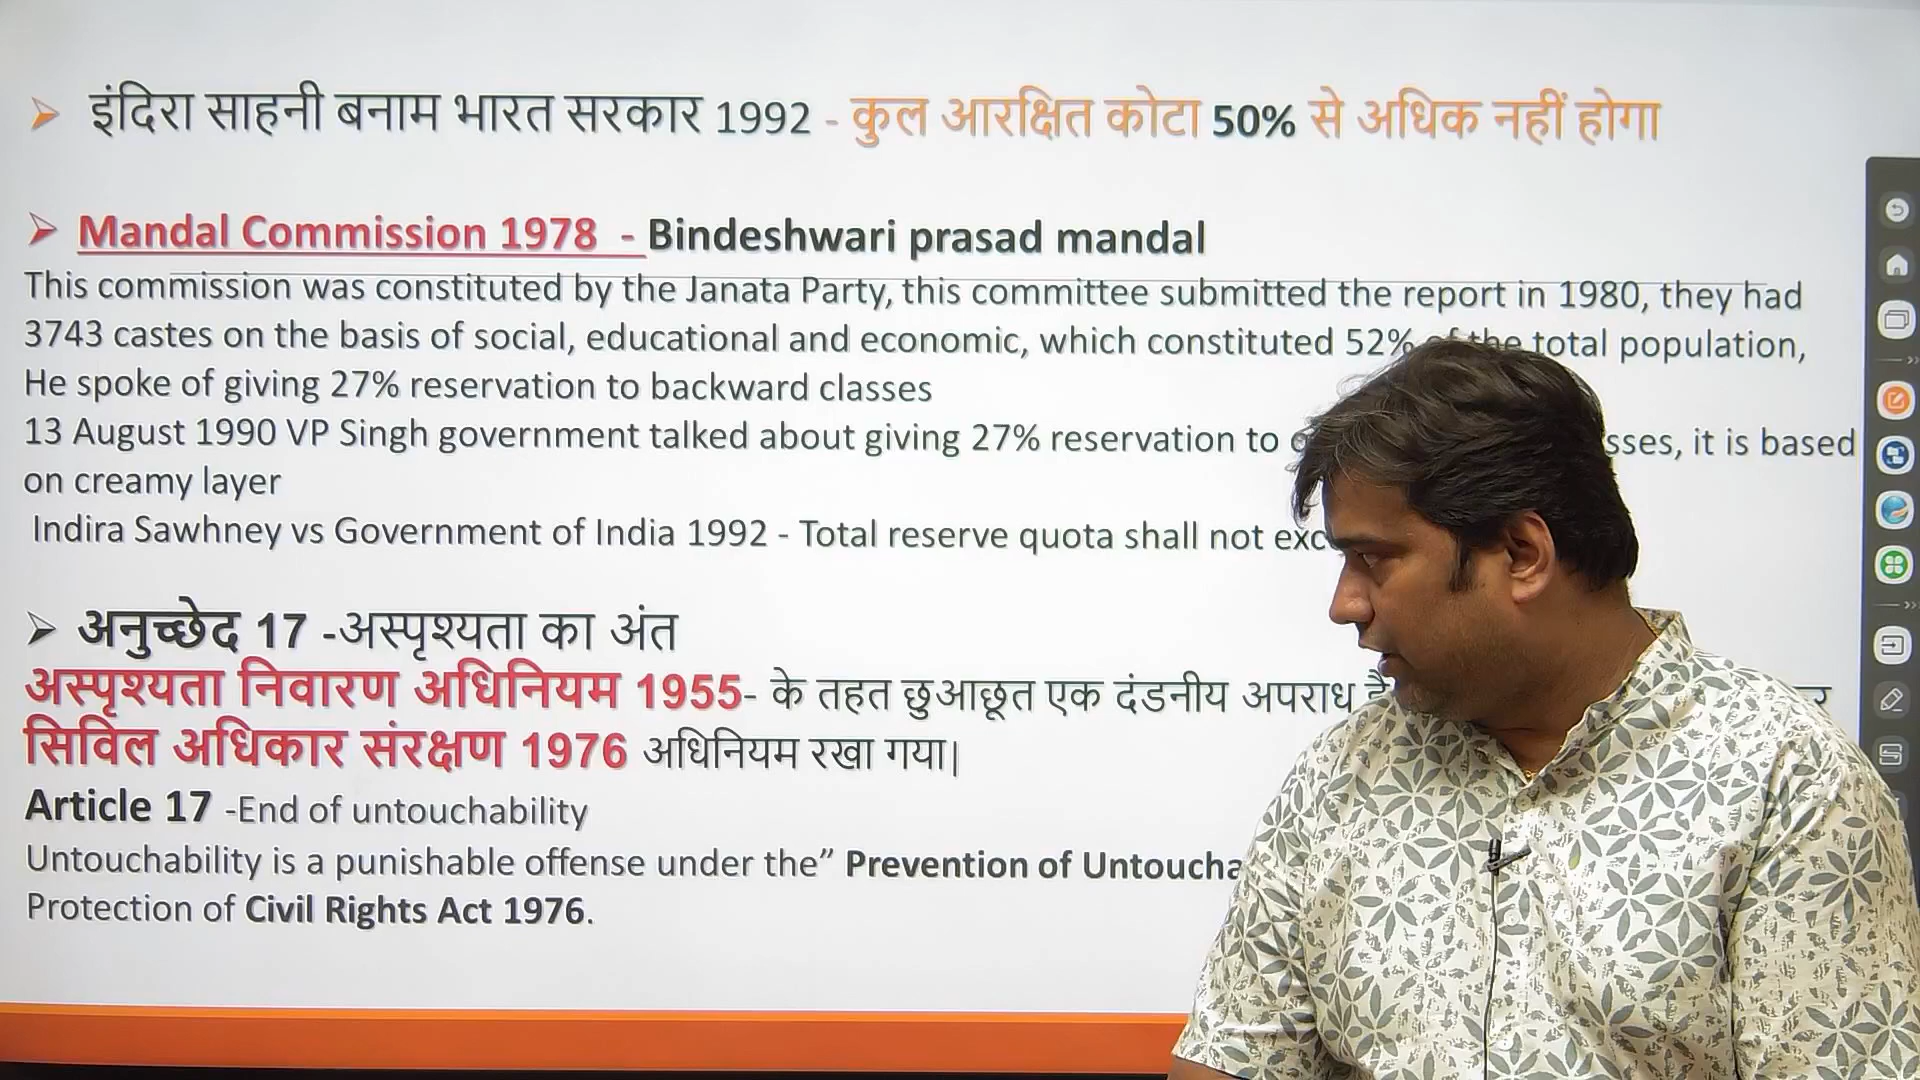 ➢ इंदिरा साहनी बनाम भारत सरकार 1992 - कुल आरक्षित कोटा 50% से अधिक नहीं होगा
➢ Mandal Commission 1978 - Bindeshwari prasad mandal
This commission was constituted by the Janata Party, this committee submitted the report in 1980, they had
3743 castes on the basis of social, educational and economic, which constituted 52% of the total population,
He spoke of giving 27% reservation to backward classes
13 August 1990 VP Singh government talked about giving 27% reservation to it is based
on creamy layer
Indira Sawhney vs Government of India 1992 - Total reserve quota shall not
➢ अनुच्छेद 17 -अस्पृश्यता का अंत
अस्पृश्यता निवारण अधिनियम 1955- के तहत छुआछूत एक दंडनीय अपराध
सिविल अधिकार संरक्षण 1976 अधिनियम रखा गया|
Article 17 -End of untouchability
Untouchability is a punishable offense under the” Prevention of
Protection of Civil Rights Act 1976.